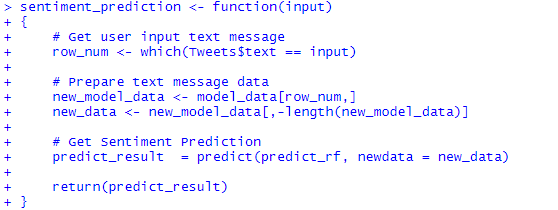 > sentiment_prediction <- function(input)
+ {
+     # Get user input text message
+     row_num <- which(Tweets$text == input)
+
+     # Prepare text message data
+     new_model_data <- model_data[row_num,]
+     new_data <- new_model_data[,-length(new_model_data)]
+
+     # Get Sentiment Prediction
+     predict_result  = predict(predict_rf, newdata = new_data)
+
+     return(predict_result)
+ }